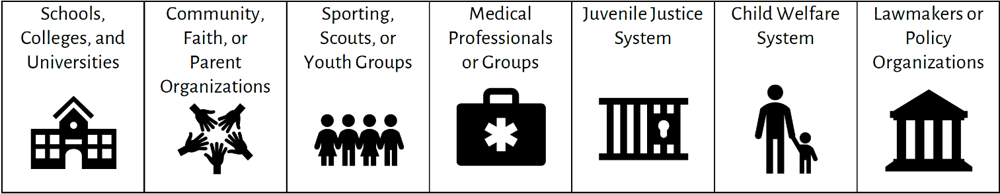 Schools,
Colleges, and
Universities
Community,
Faith, or
Parent
Organizations
Sporting,
Scouts, or
Youth Groups
Medical
Professionals
or Groups
Juvenile Justice
System
Child Welfare
System
Lawmakers or
Policy
Organizations